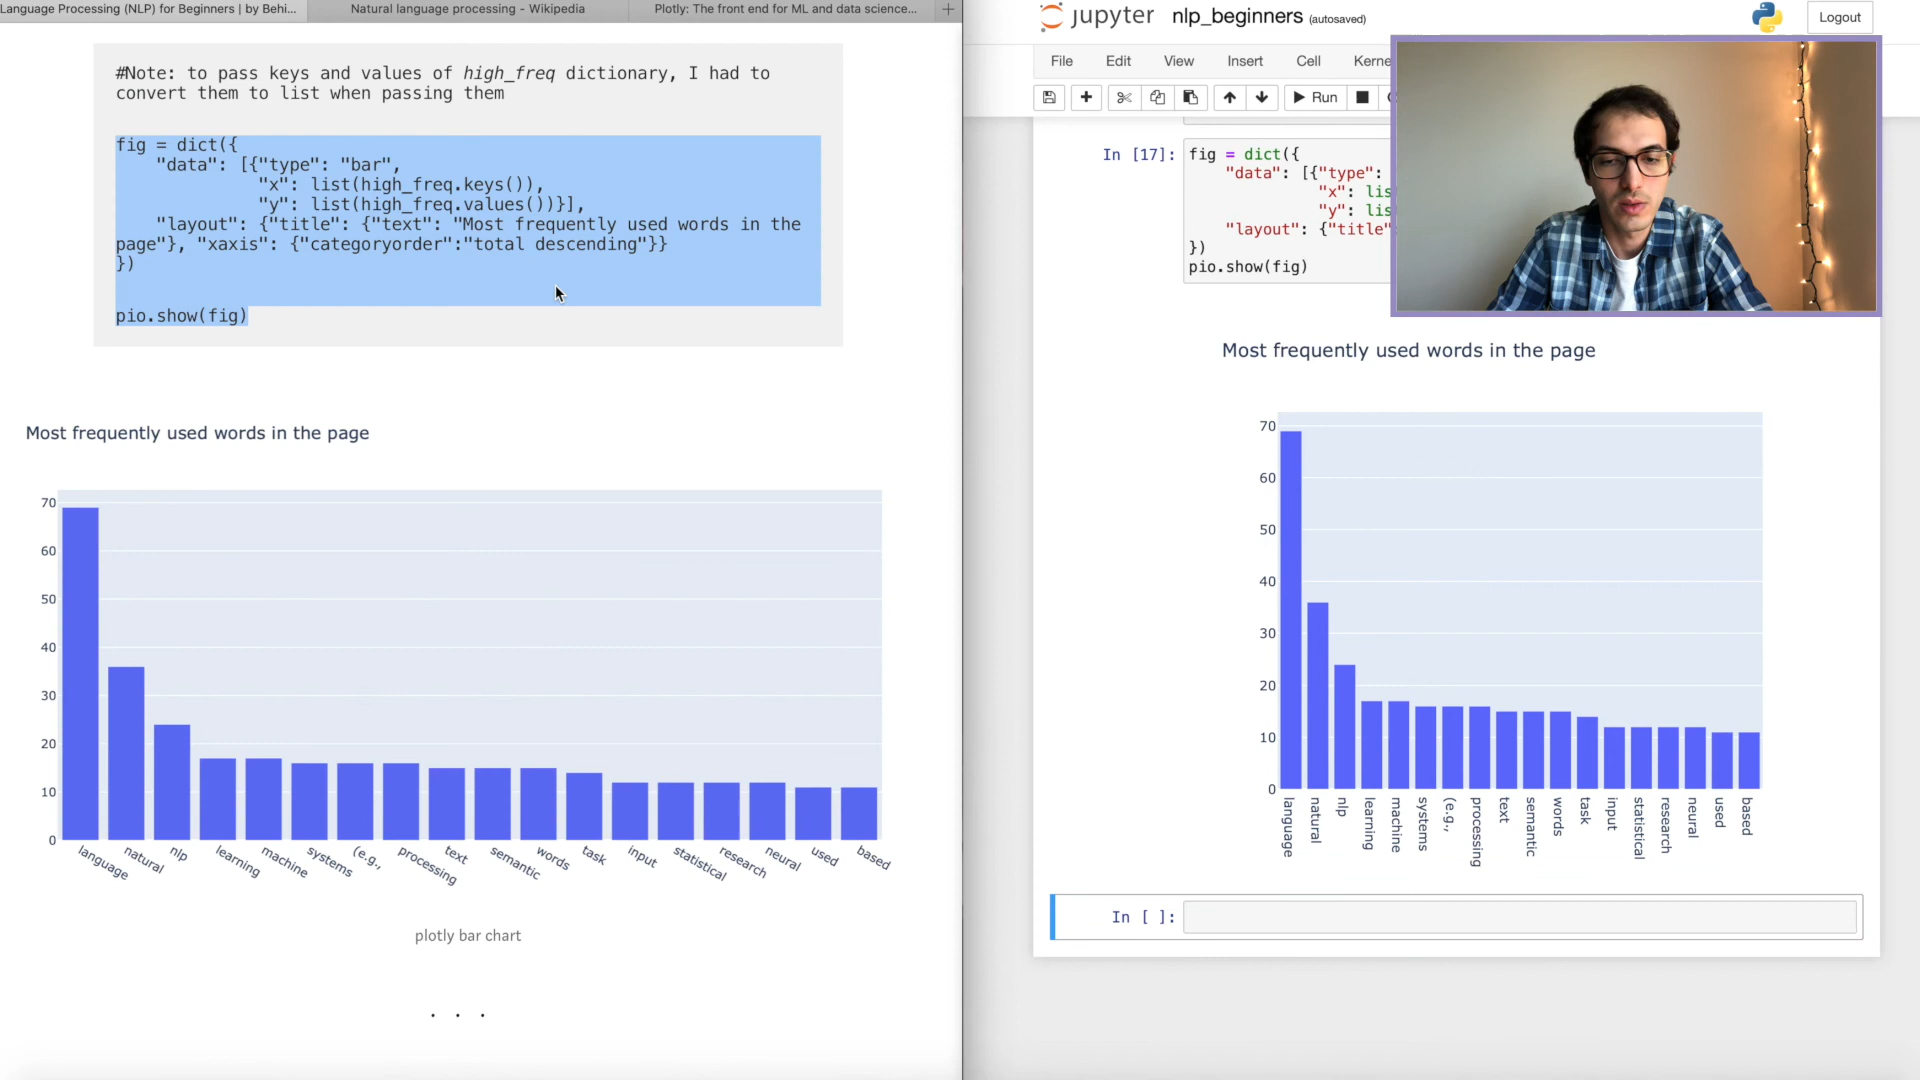 Language Processing (NLP) for Beginners | by Behi...
Natural language processing - Wikipedia
Plotly: The front end for ML and data science...
#Note: to pass keys and values of high_freq dictionary, I had to
convert them to list when passing them
fig = dict({
"data": [{"type": "bar",
"x": list(high_freq.keys()),
"y": list(high_freq.values())}],
"layout": {"title": {"text": "Most frequently used words in the
page"}, "xaxis": {"categoryorder":"total descending"}}
})
pio.show(fig)
Most frequently used words in the page
70
60
50
40
30
20
10
0
language
natural
nlp
learning
machine
systems
(e.g.,
processing
text
semantic
words
task
input
statistical
research
neural
used
based
plotly bar chart
. . .
jupyter nlp_beginners (autosaved)
Logout
File Edit View Insert Cell Kerne
Run
In [17]:
fig = dict({
"data": [{"type":
"x": lis
"y": lis
"layout": {"title"
})
pio.show(fig)
Most frequently used words in the page
70
60
50
40
30
20
10
0
language
natural
nlp
learning
machine
systems
(e.g.,
processing
text
semantic
words
task
input
statistical
research
neural
used
based
In [ ]: